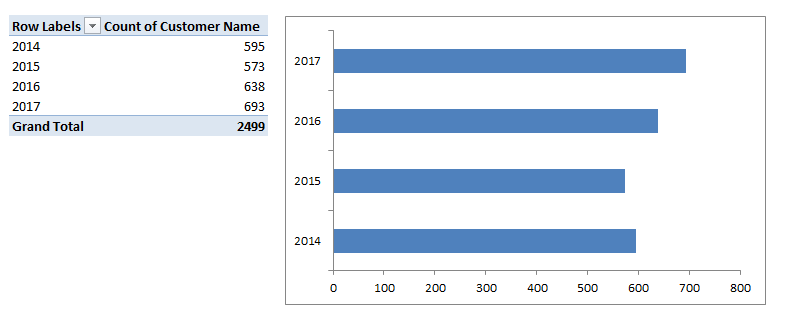 Row Labels Count of Customer Name
2014 595
2015 573
2016 638
2017 693
Grand Total 2499
2017
2016
2015
2014
0 100 200 300 400 500 600 700 800